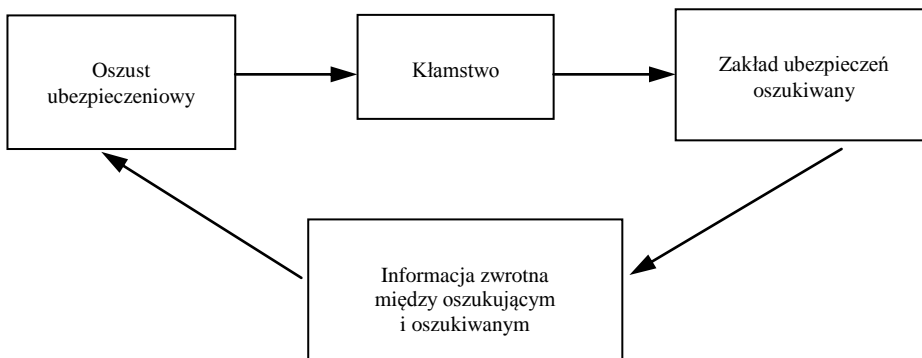 Oszust
ubezpieczeniowy
Kłamstwo
Zakład ubezpieczeń
oszukiwany
Informacja zwrotna
między oszukującym
i oszukiwanym